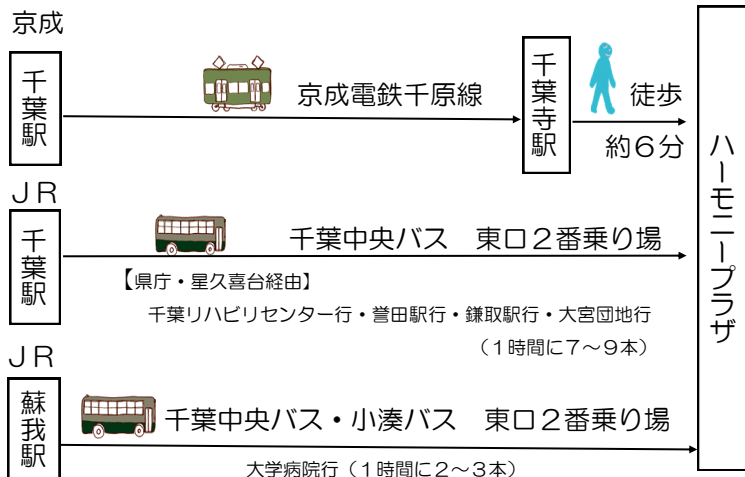 京成
千葉駅
京成電鉄千原線
千葉寺駅
徒歩
約６分
ハーモニープラザ
ＪＲ
千葉駅
千葉中央バス　東口２番乗り場
【県庁・星久喜台経由】
千葉リハビリセンター行・誉田駅行・鎌取駅行・大宮団地行
（１時間に７～９本）
ＪＲ
蘇我駅
千葉中央バス・小湊バス　東口２番乗り場
大学病院行（１時間に２～３本）